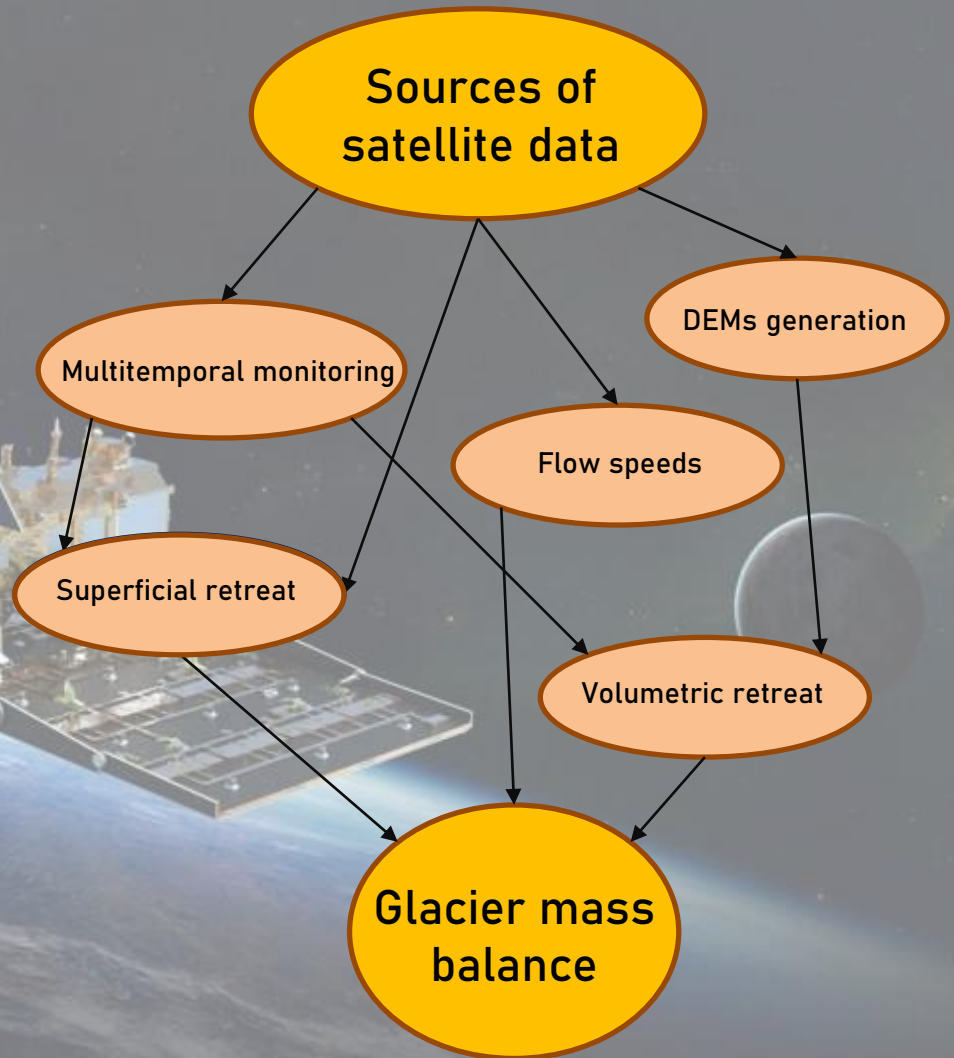 Sources of
satellite data
DEMs generation
Multitemporal monitoring
Flow speeds
Superficial retreat
Volumetric retreat
Glacier mass
balance